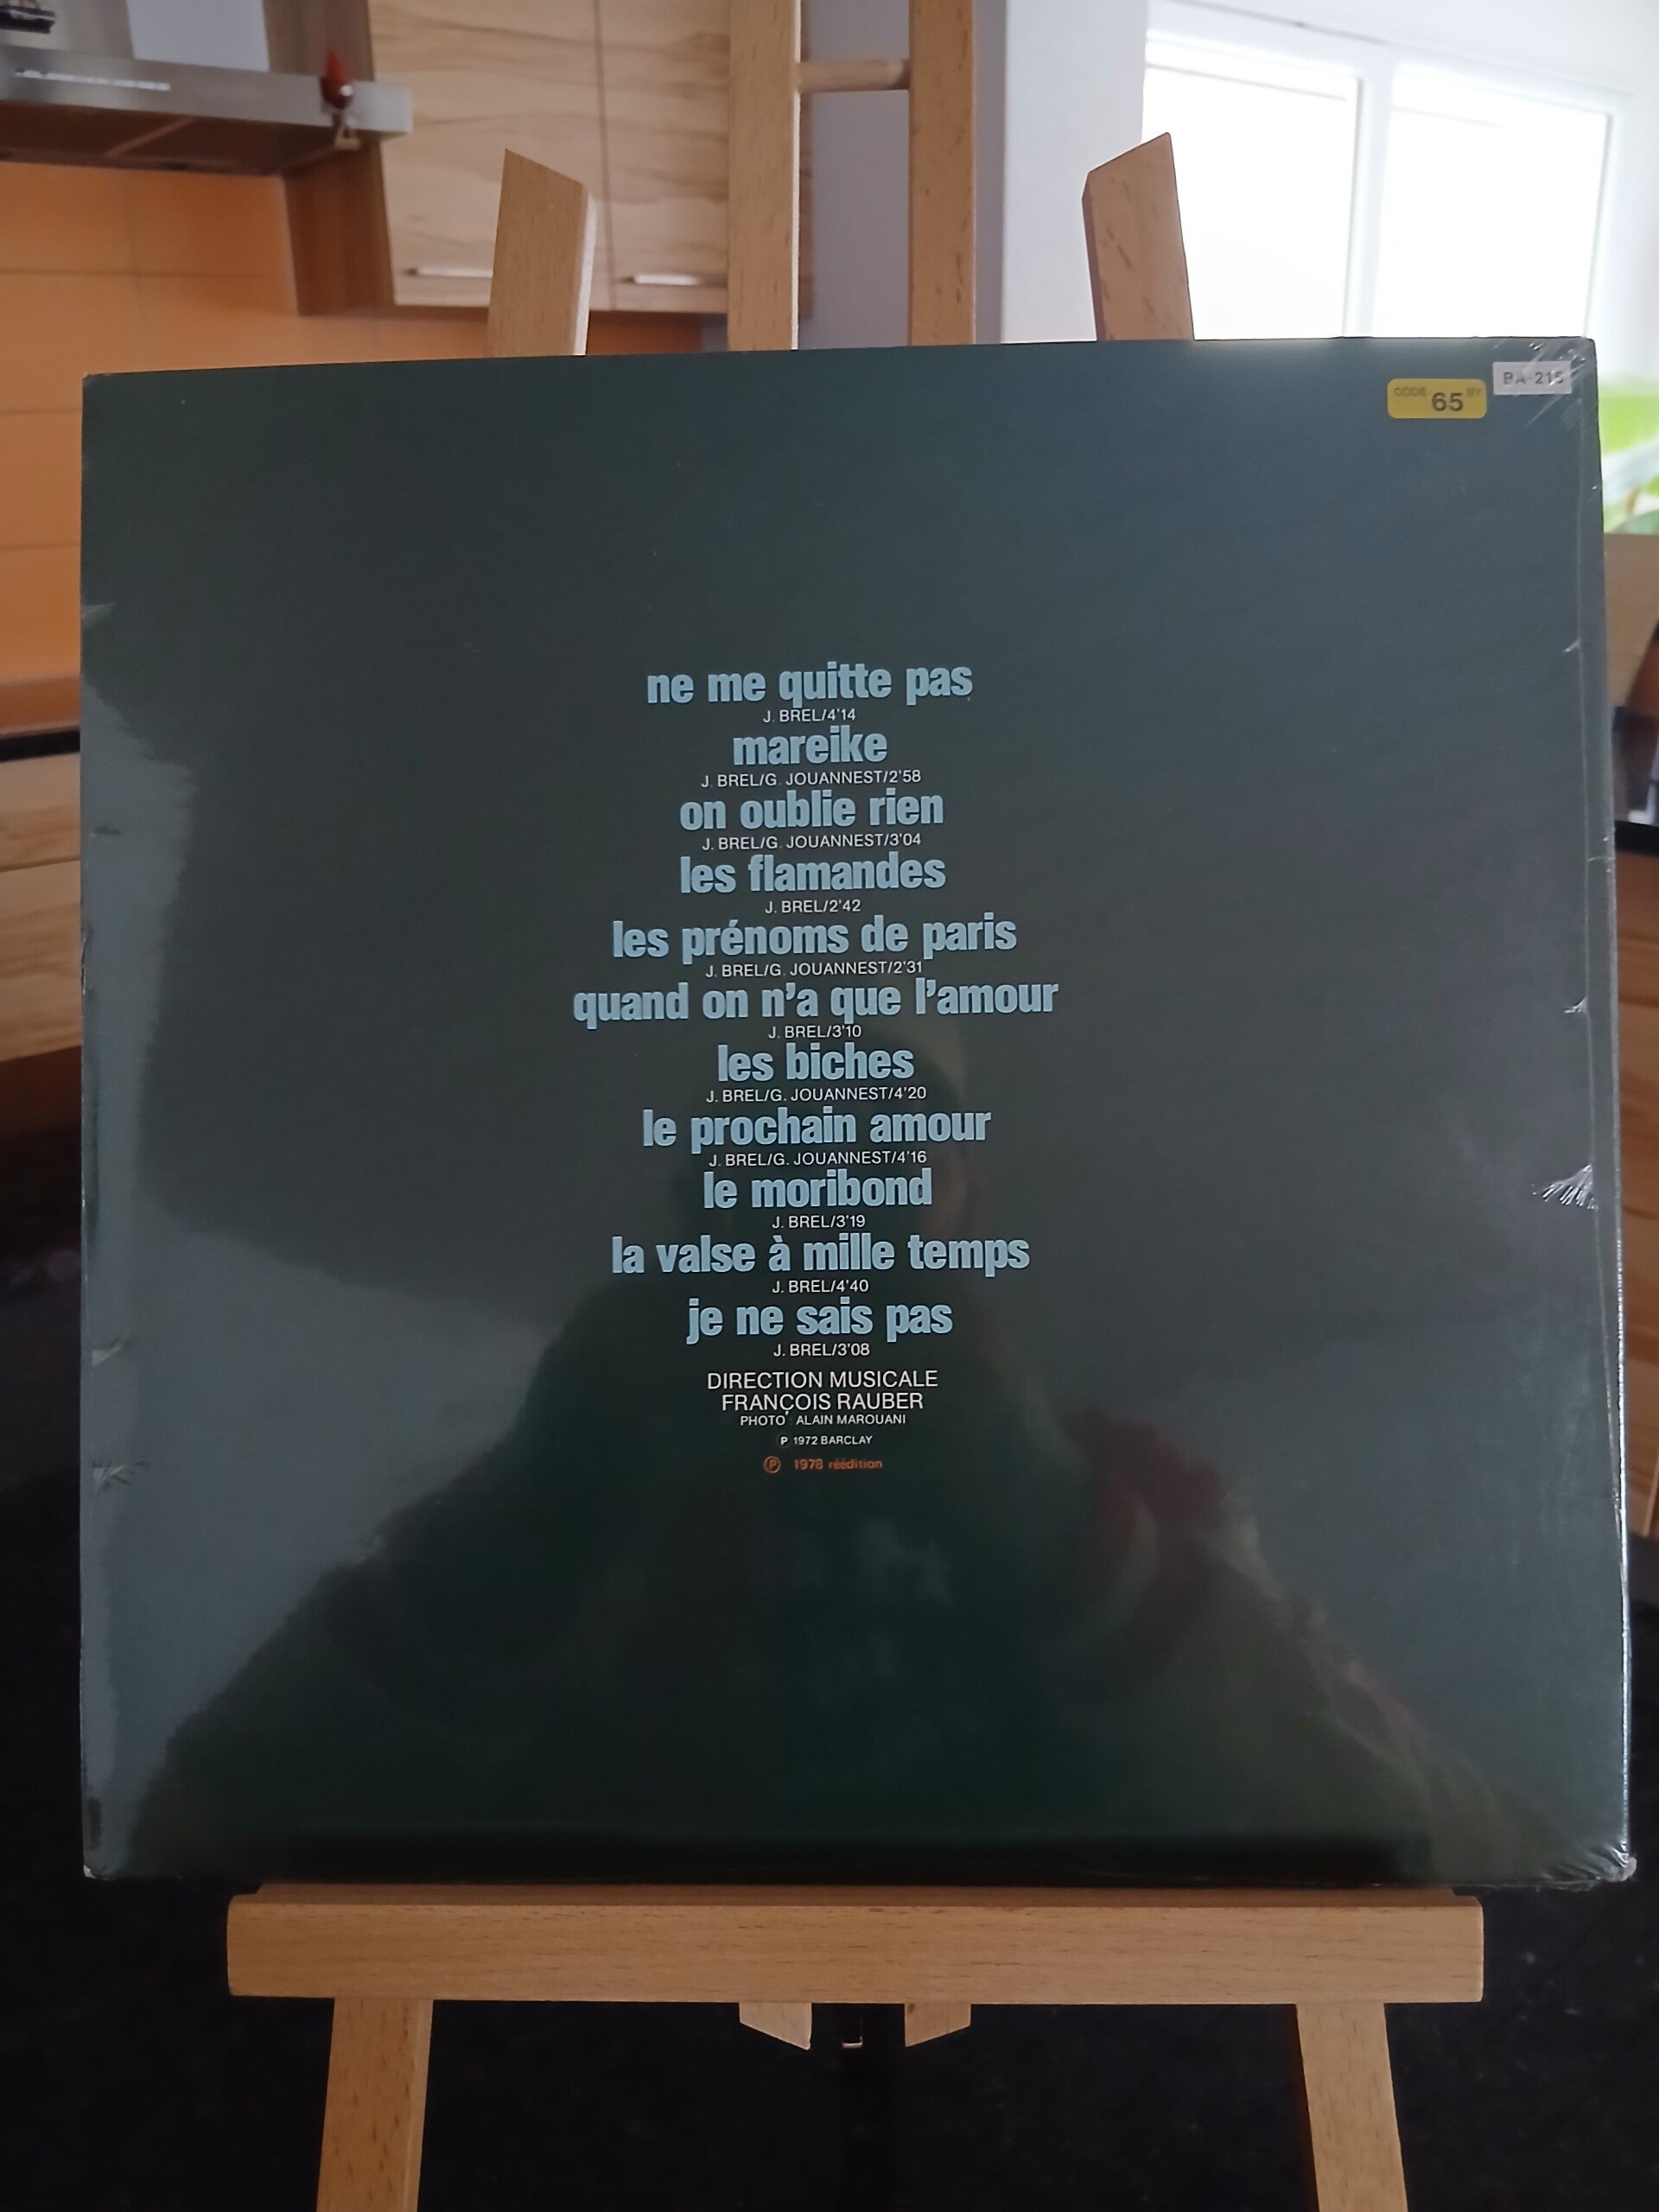 BA-215
CODE 65 BY
ne me quitte pas
J. BREL/4'14
mareike
J. BREL/G. JOUANNEST/2'58
on oublie rien
J. BREL/G. JOUANNEST/3'04
les flamandes
J. BREL/2'42
les prénoms de paris
J. BREL/G. JOUANNEST/2'31
quand on n'a que l'amour
J. BREL/3'10
les biches
J. BREL/G. JOUANNEST/4'20
le prochain amour
J. BREL/G. JOUANNEST/4'16
le moribond
J. BREL/3'19
la valse à mille temps
J. BREL/4'40
je ne sais pas
J. BREL/3'08
DIRECTION MUSICALE
FRANÇOIS RAUBER
PHOTO : ALAIN MAROUANI
Ⓟ 1972 BARCLAY
Ⓟ 1978 réédition